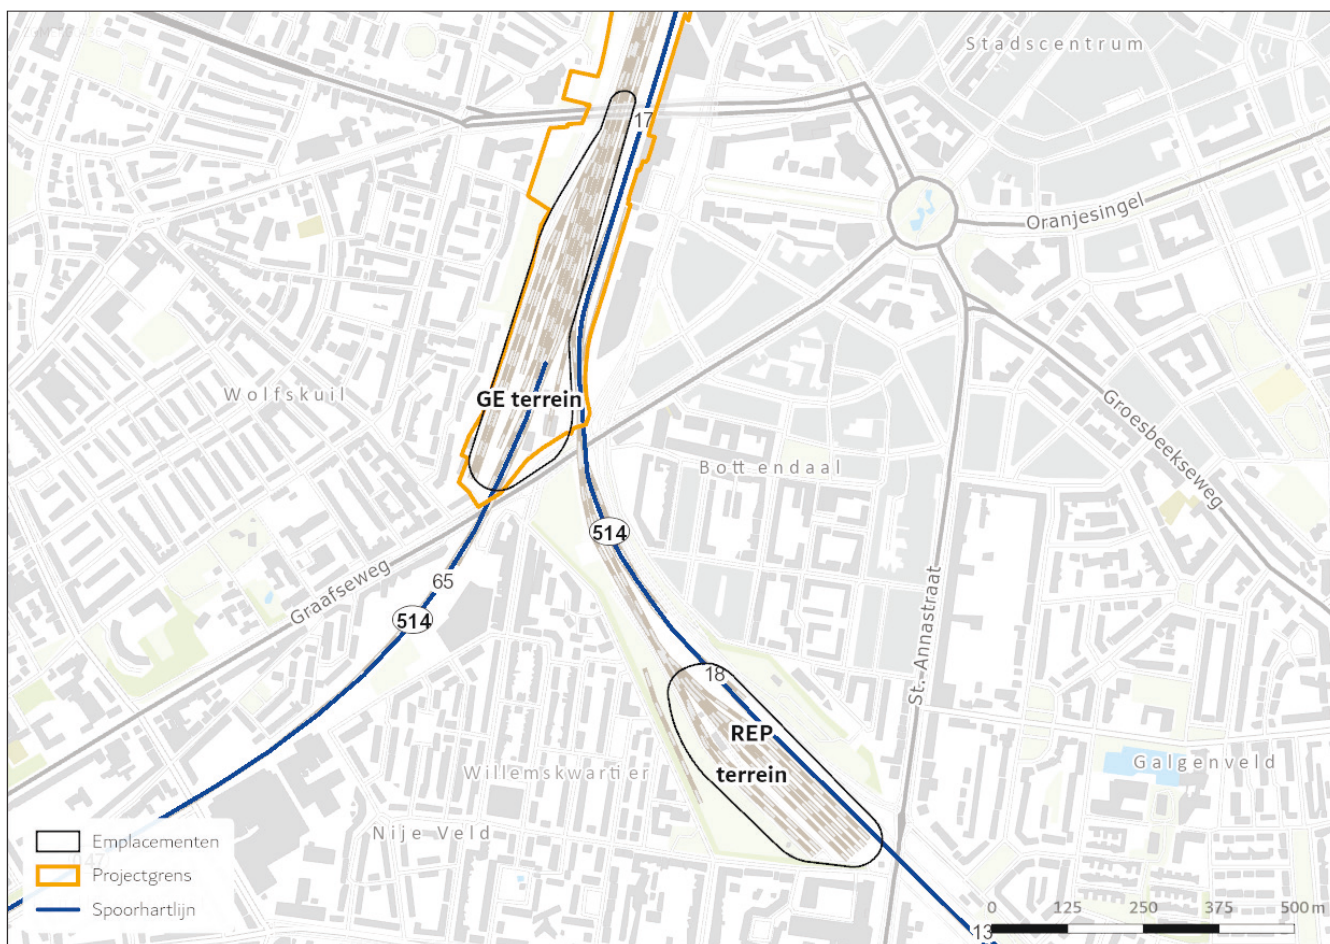 Stadscentrum
17
Oranjesingel
Wolfskuil
GE terrein
Groesbeekseweg
Bottendaal
514
65
Graafseweg
514
St. Annastraat
18
REP
terrein
Willemskwartier
Galgenveld
Nije Veld
Emplacementen
Projectgrens
Spoorhartlijn
0 125 250 375 500 m
13